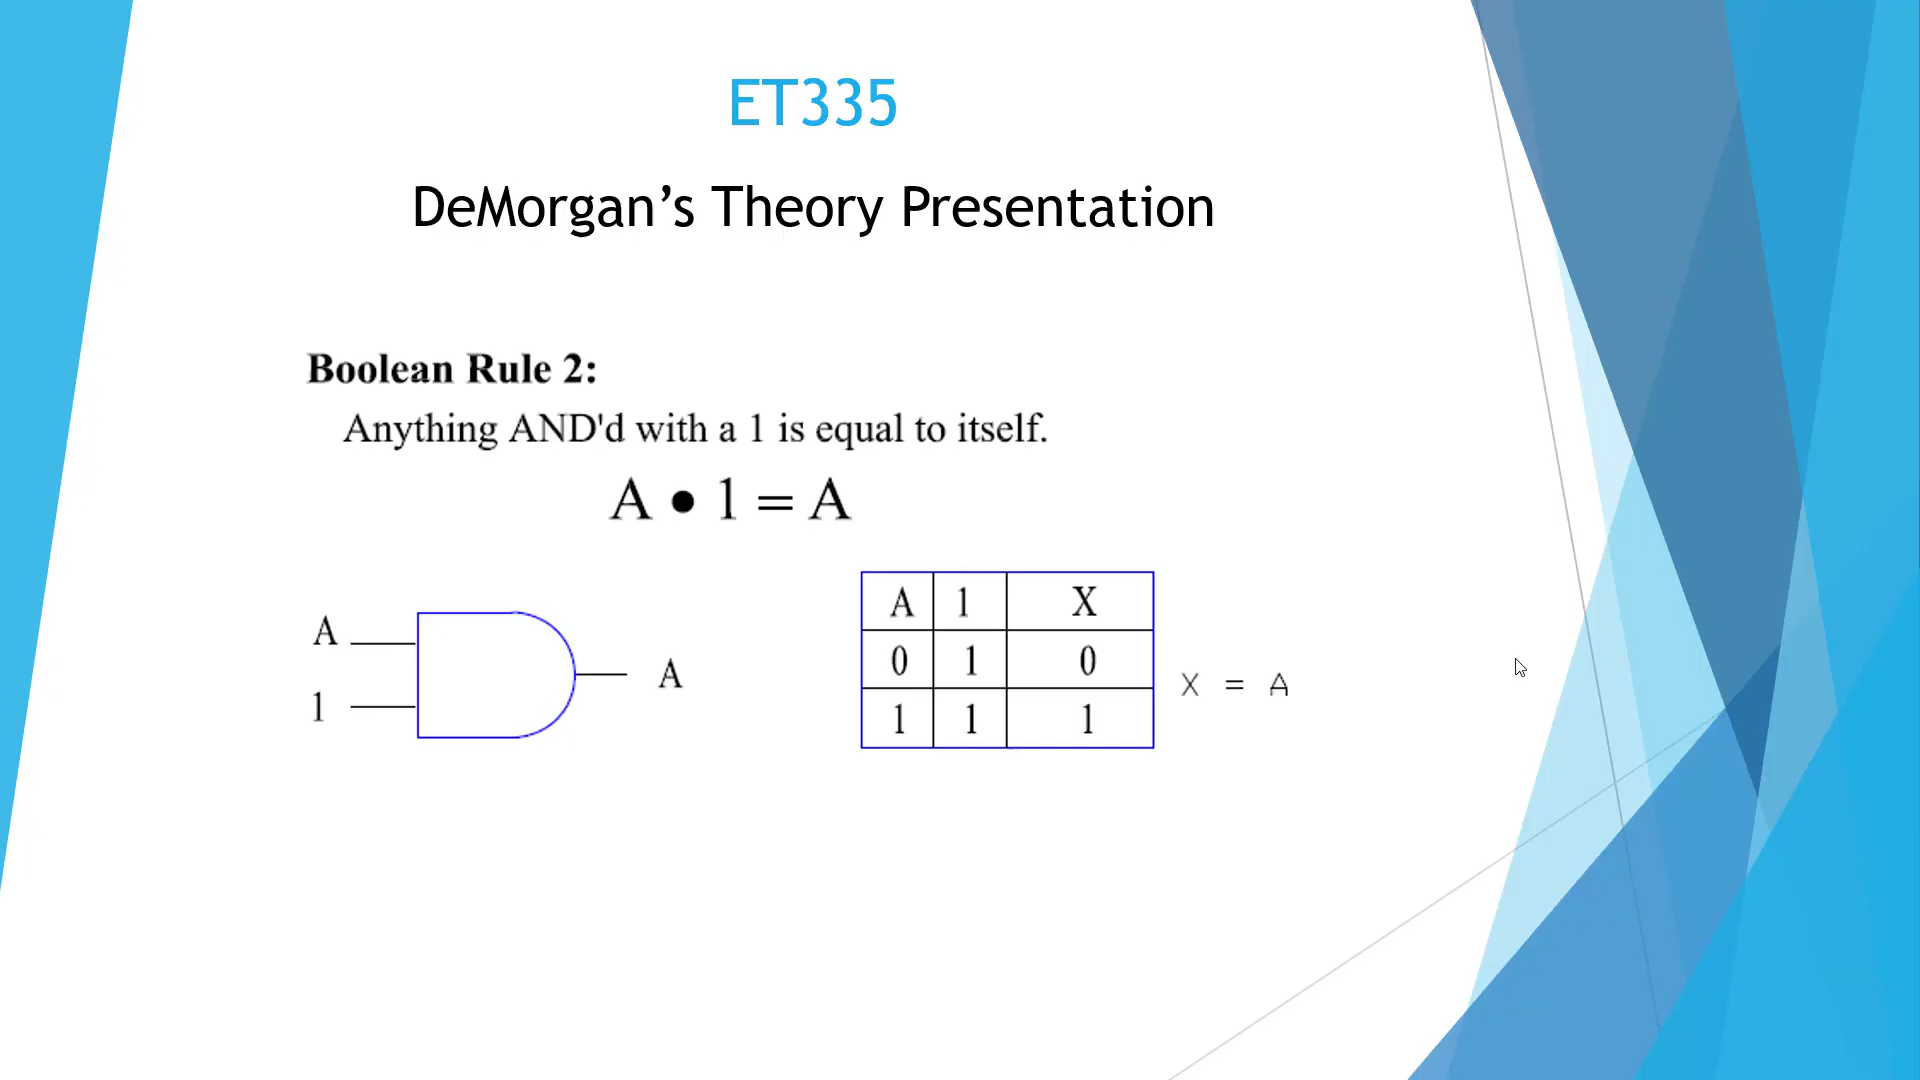 ET335
DeMorgan’s Theory Presentation
Boolean Rule 2:
Anything AND'd with a 1 is equal to itself.
A • 1 = A
A
1
A
A 1 X
0 1 0
1 1 1
X = A